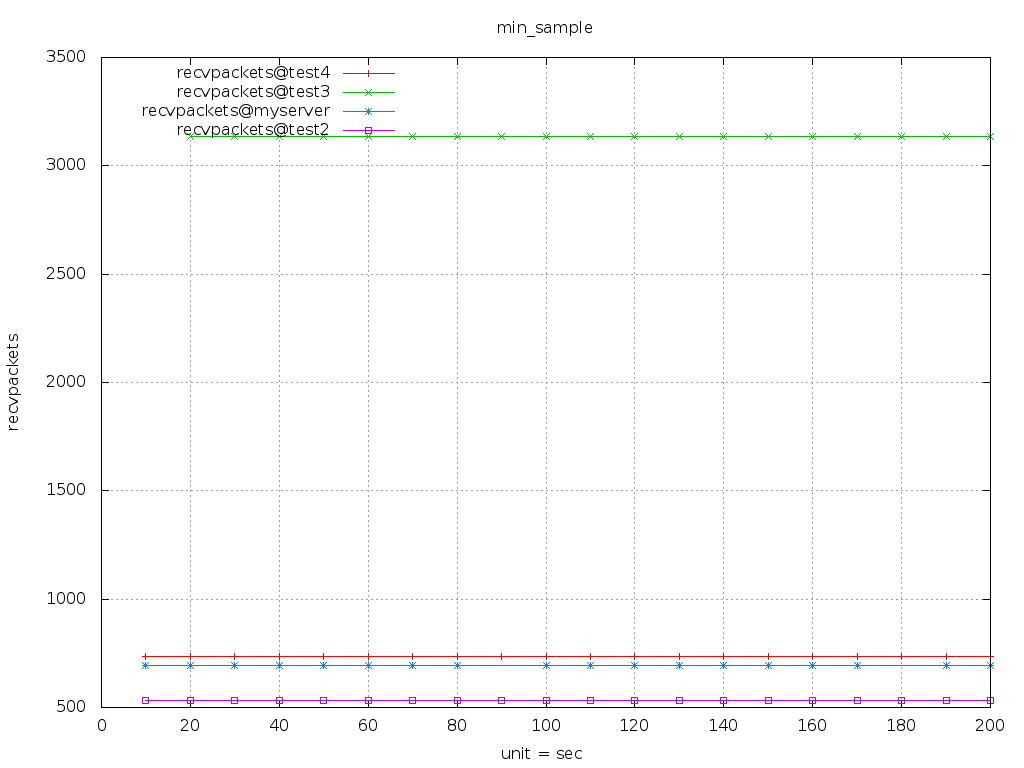 min_sample
3500
recvpackets@test4
recvpackets@test3
recvpackets@myserver
recvpackets@test2
3000
2500
2000
recvpackets
1500
1000
500
0 20 40 60 80 100 120 140 160 180 200
unit = sec